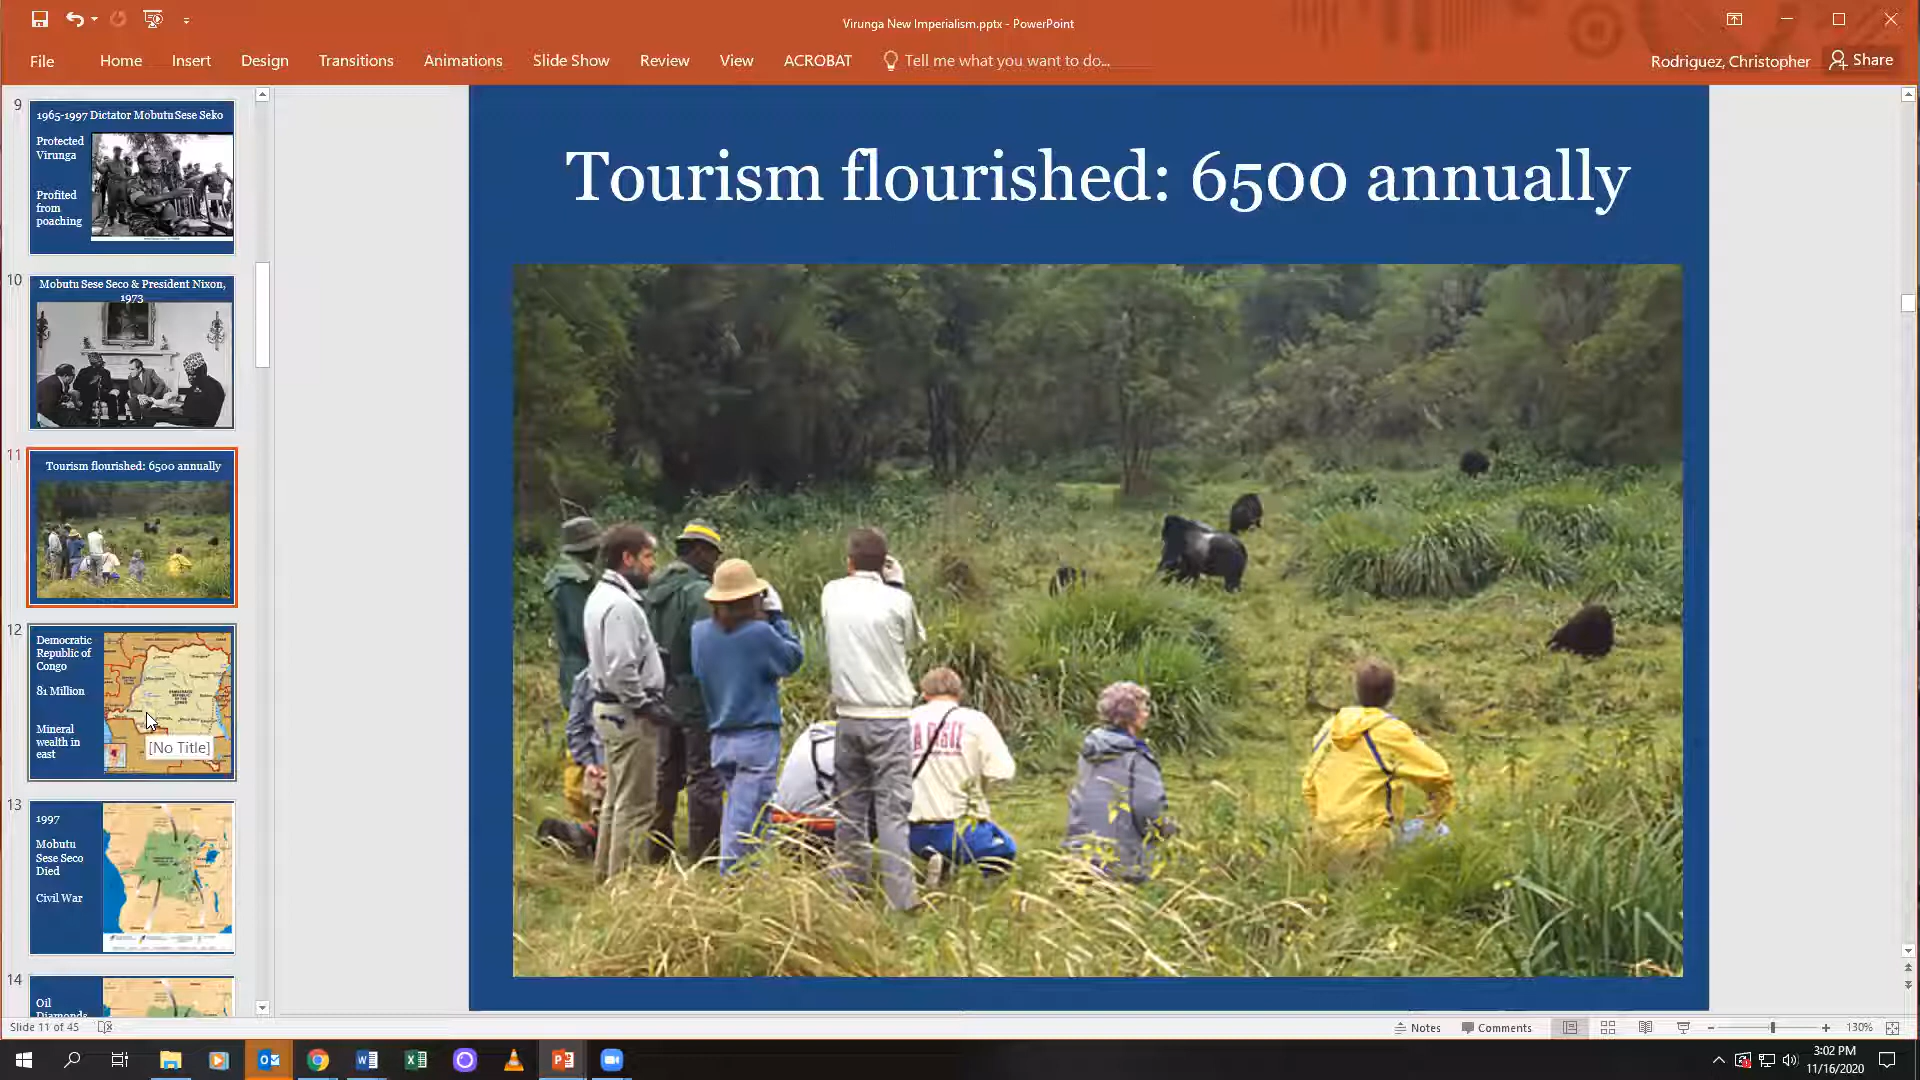 Virunga New Imperialism.pptx - PowerPoint
File Home Insert Design Transitions Animations Slide Show Review View ACROBAT Tell me what you want to do...
Rodriguez, Christopher Share
9
1965-1997 Dictator Mobutu Sese Seko
Protected
Virunga
Profited
from
poaching
10
Mobutu Sese Seco & President Nixon,
1973
11
Tourism flourished: 6500 annually
12
Democratic
Republic of
Congo
81 Million
Mineral
wealth in
east
[No Title]
13
1997
Mobutu
Sese Seco
Died
Civil War
14
Oil
Diamonds
Tourism flourished: 6500 annually
Slide 11 of 45
Notes Comments 130%
3:02 PM
11/16/2020